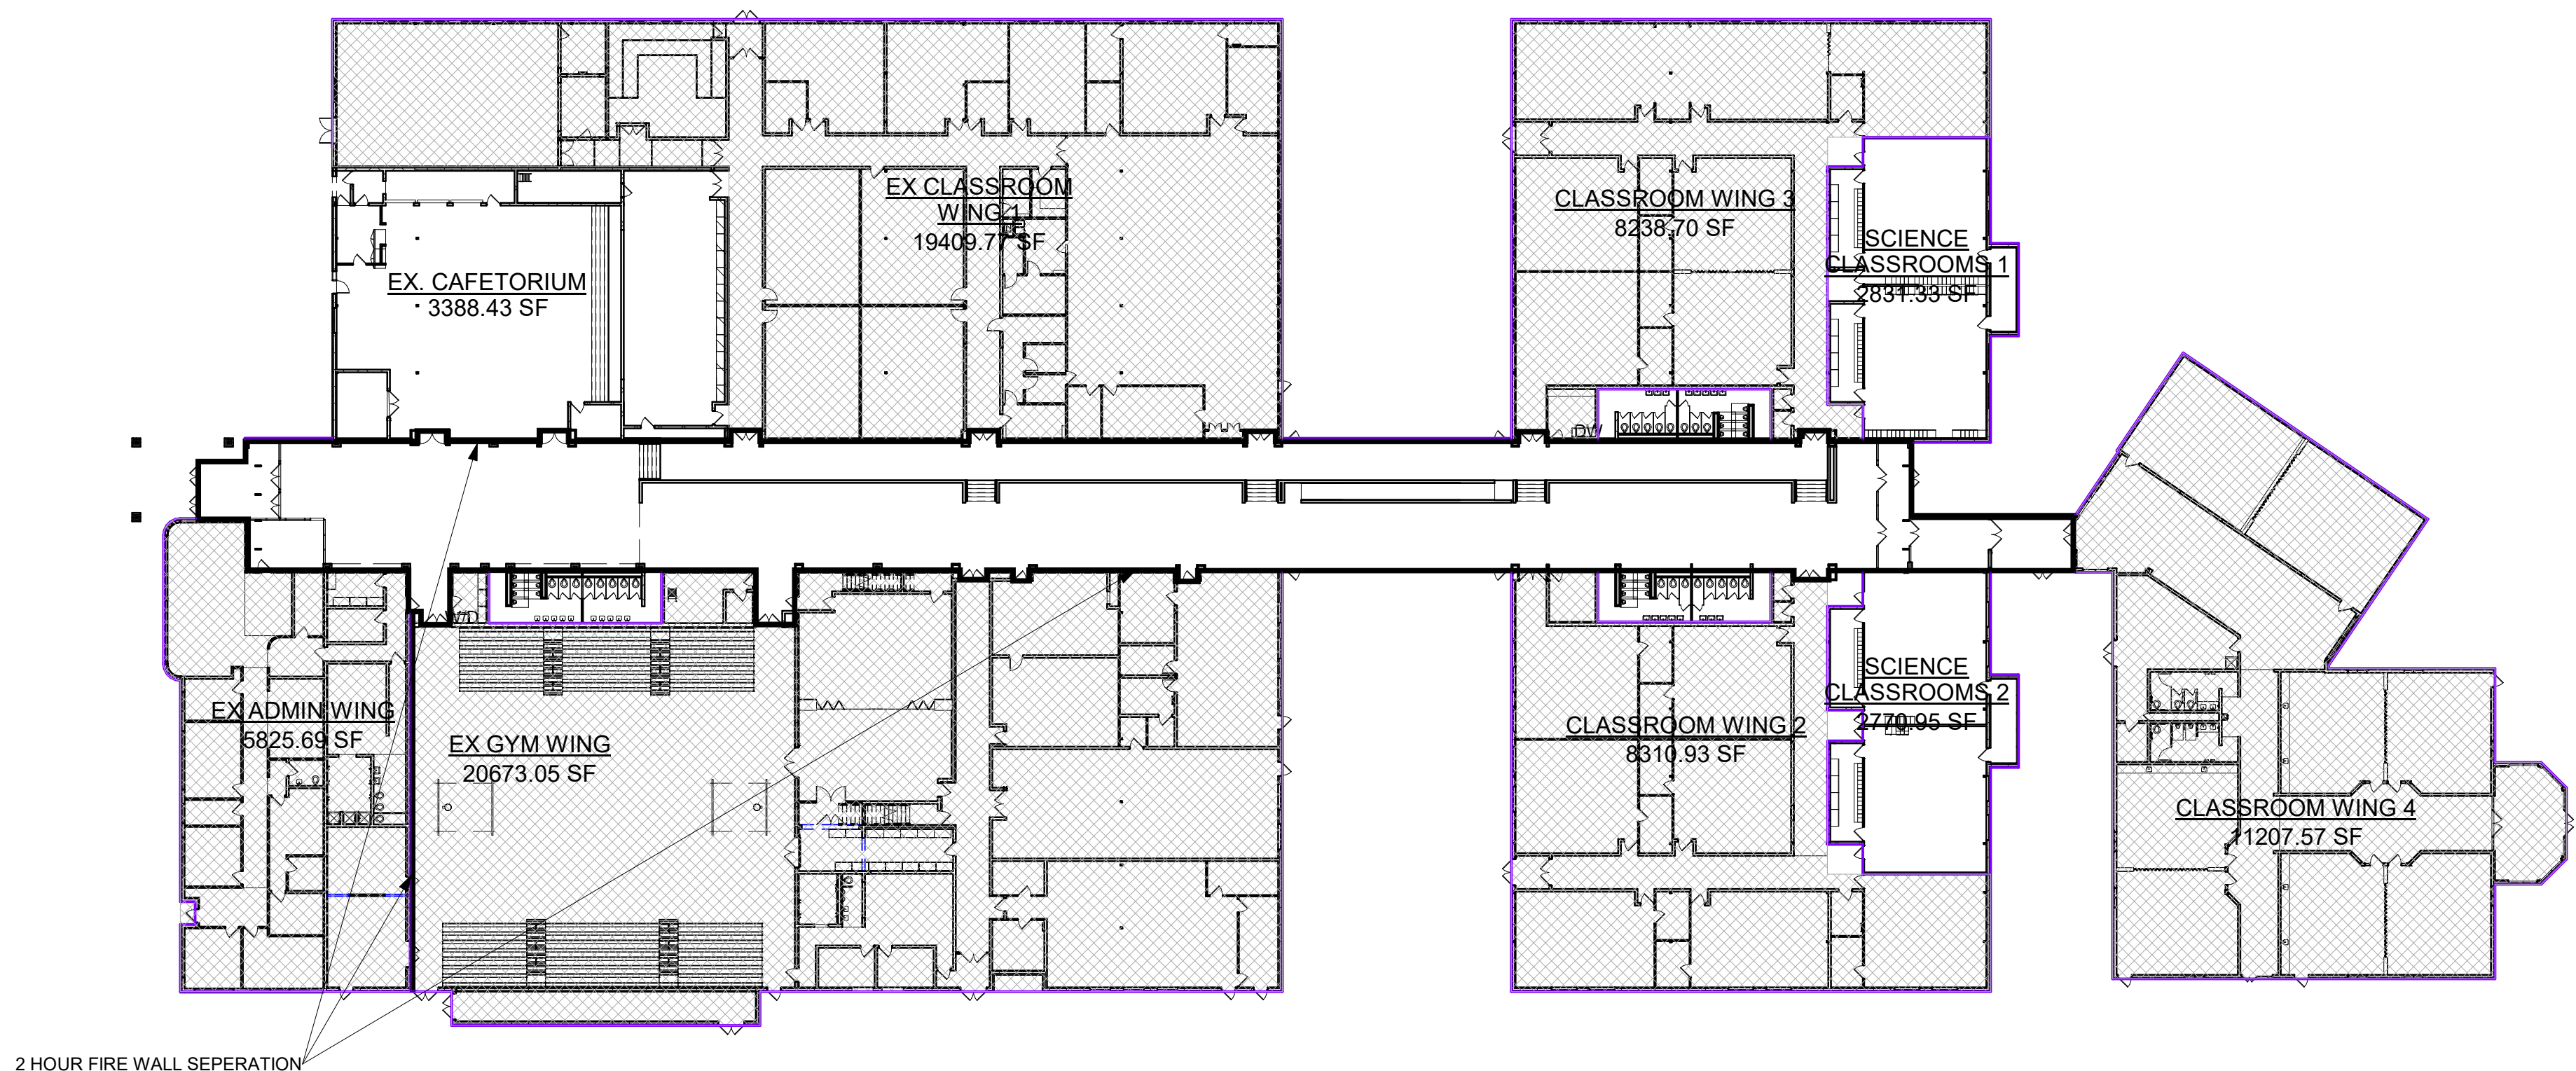 EX CLASSROOM
WING 1
19409.77 SF
CLASSROOM WING 3
8238.70 SF
SCIENCE
CLASSROOMS 1
2831.33 SF
EX. CAFETORIUM
3388.43 SF
DW
WD
EX ADMIN WING
5825.69 SF
EX GYM WING
20673.05 SF
CLASSROOM WING 2
8310.93 SF
SCIENCE
CLASSROOMS 2
2770.95 SF
CLASSROOM WING 4
11207.57 SF
2 HOUR FIRE WALL SEPERATION